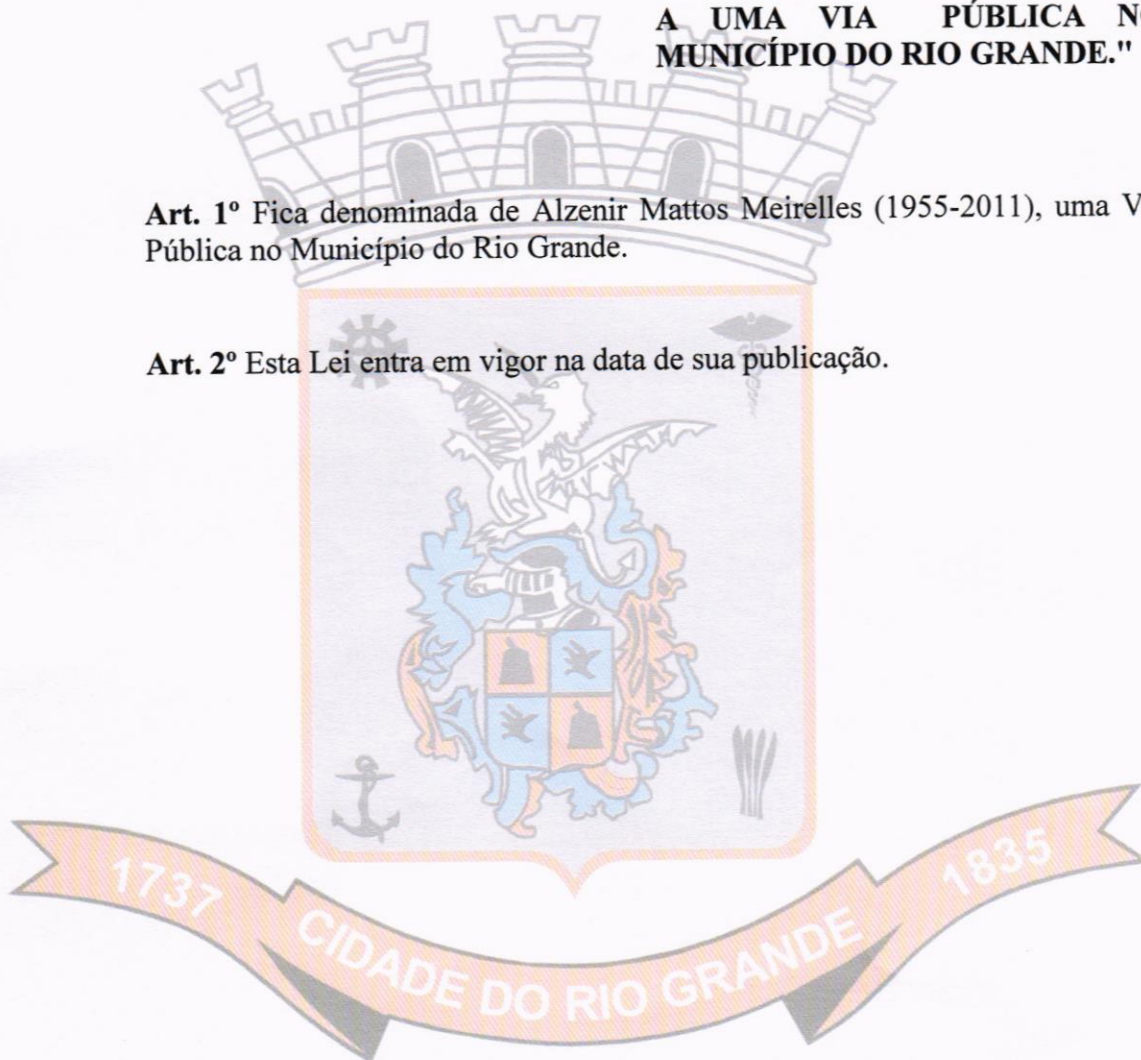 A UMA VIA PÚBLICA N
MUNICÍPIO DO RIO GRANDE."
Art. 1º Fica denominada de Alzenir Mattos Meirelles (1955-2011), uma V
Pública no Município do Rio Grande.
Art. 2º Esta Lei entra em vigor na data de sua publicação.
1737 CIDADE DO RIO GRANDE 1835